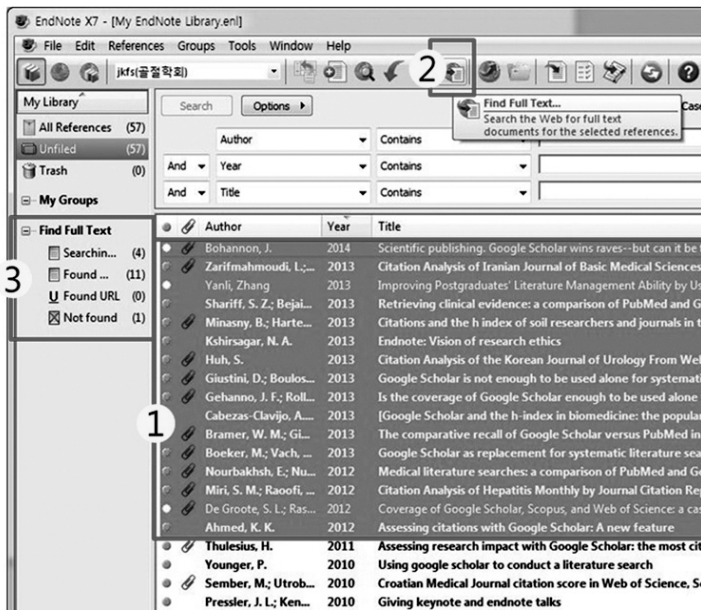 EndNote X7 - [My EndNote Library.enl]
File Edit References Groups Tools Window Help
2
jkfs(골절학회)
My Library
Search Options
Find Full Text...
Search the Web for full text
documents for the selected references.
Case
All References (57)
Unfiled (57)
Trash (0)
My Groups
Author Contains
And Year Contains
And Title Contains
3
Find Full Text
Searchin... (4)
Found ... (11)
U Found URL (0)
Not found (1)
1
Author Year Title
Bohannon, J. 2014 Scientific publishing. Google Scholar wins raves--but can it be
Zarifmahmoudi, L.;... 2013 Citation Analysis of Iranian Journal of Basic Medical Sciences
Yanli, Zhang 2013 Improving Postgraduates' Literature Management Ability by Us
Shariff, S. Z.; Bejai... 2013 Retrieving clinical evidence: a comparison of PubMed and G
Minasny, B.; Harte... 2013 Citations and the h index of soil researchers and journals in t
Kshirsagar, N. A. 2013 Endnote: Vision of research ethics
Huh, S. 2013 Citation Analysis of the Korean Journal of Urology From Wel
Giustini, D.; Boulos... 2013 Google Scholar is not enough to be used alone for systemati
Gehanno, J. F.; Roll... 2013 Is the coverage of Google Scholar enough to be used alone
Cabezas-Clavijo, A.... 2013 [Google Scholar and the h-index in biomedicine: the popular
Bramer, W. M.; Gi... 2013 The comparative recall of Google Scholar versus PubMed in
Boeker, M.; Vach, ... 2013 Google Scholar as replacement for systematic literature sea
Nourbakhsh, E.; Nu... 2012 Medical literature searches: a comparison of PubMed and Go
Miri, S. M.; Raoofi, ... 2012 Citation Analysis of Hepatitis Monthly by Journal Citation Re
De Groote, S. L.; Ras... 2012 Coverage of Google Scholar, Scopus, and Web of Science: a cas
Ahmed, K. K. 2012 Assessing citations with Google Scholar: A new feature
Thulesius, H. 2011 Assessing research impact with Google Scholar: the most cit
Younger, P. 2010 Using google scholar to conduct a literature search
Sember, M.; Utrob... 2010 Croatian Medical Journal citation score in Web of Science, S
Pressler, J. L.; Ken... 2010 Giving keynote and endnote talks